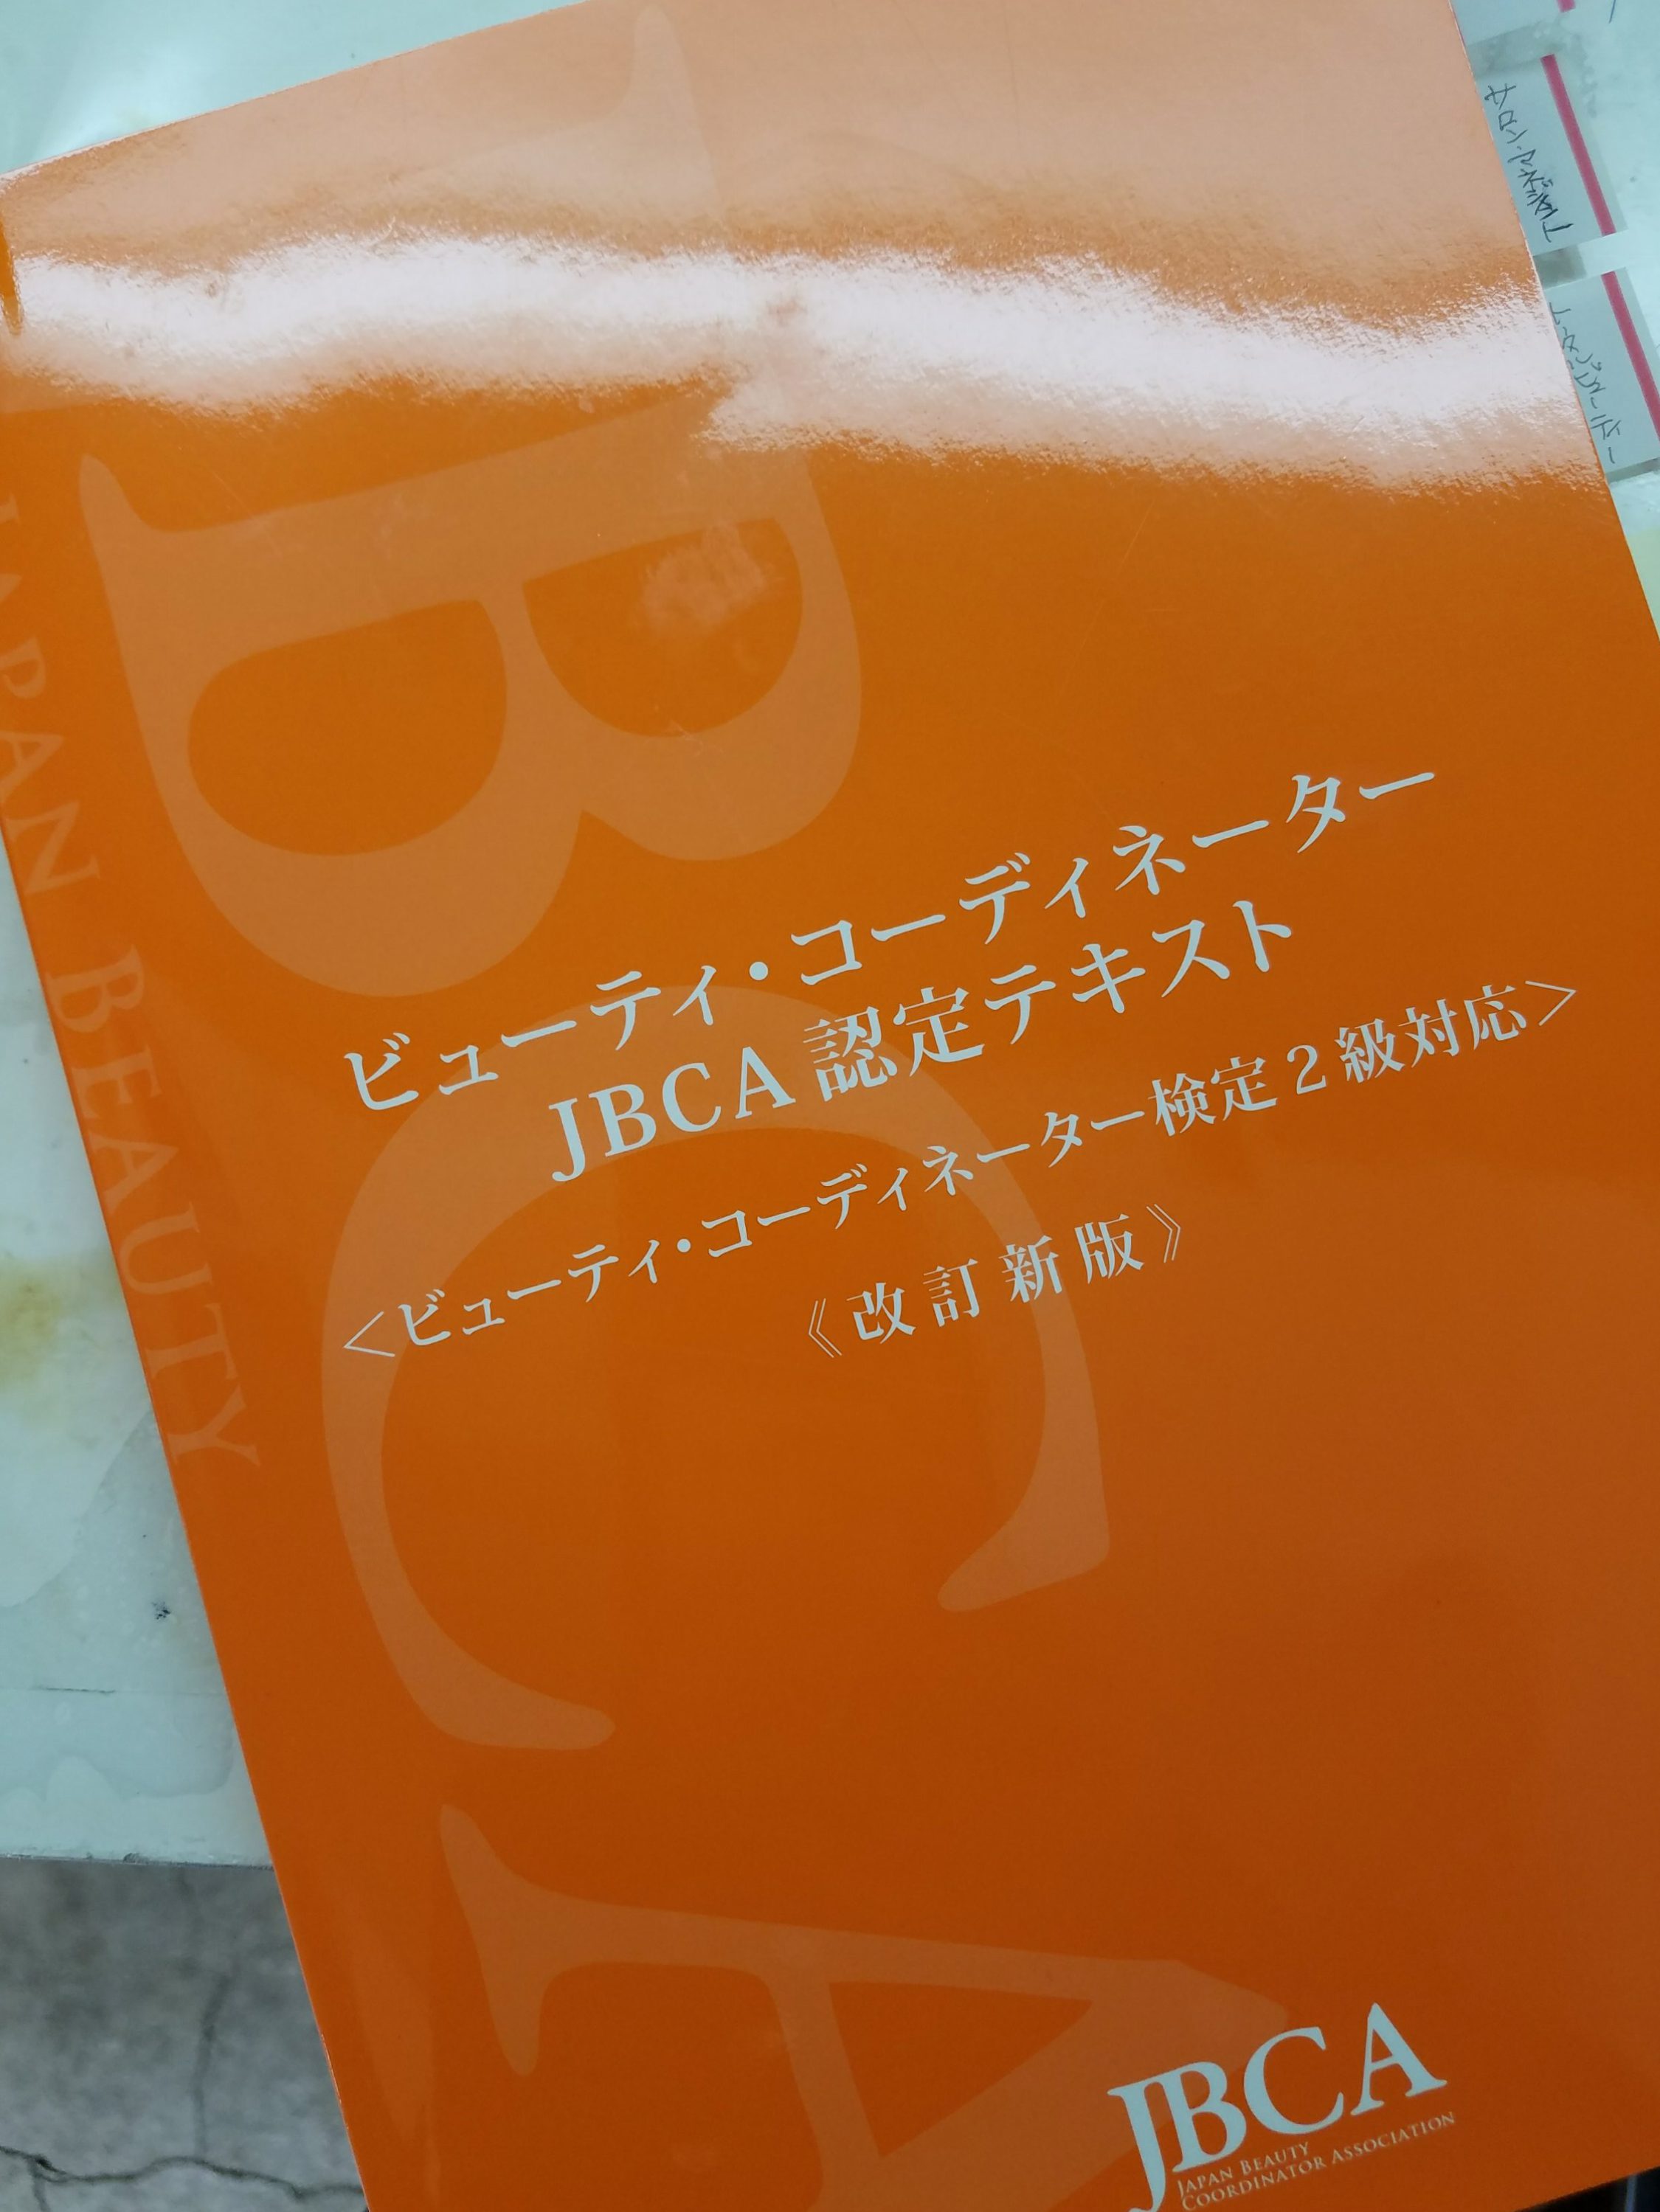 サロン・マネジメント
ビューティ・コーディネーター
JBCA 認定テキスト
<ビューティ・コーディネーター検定2級対応>
《改訂新版》
JBCA
JAPAN BEAUTY
COORDINATOR ASSOCIATION
JBCA
JAPAN BEAUTY